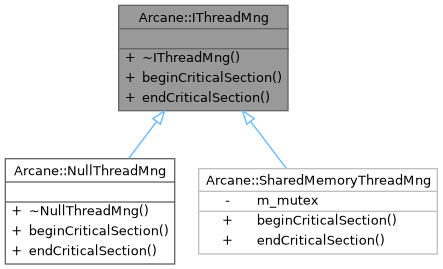 Arcane::IThreadMng
+ ~IThreadMng()
+ beginCriticalSection()
+ endCriticalSection()
Arcane::NullThreadMng
+ ~NullThreadMng()
+ beginCriticalSection()
+ endCriticalSection()
Arcane::SharedMemoryThreadMng
- m_mutex
+ beginCriticalSection()
+ endCriticalSection()